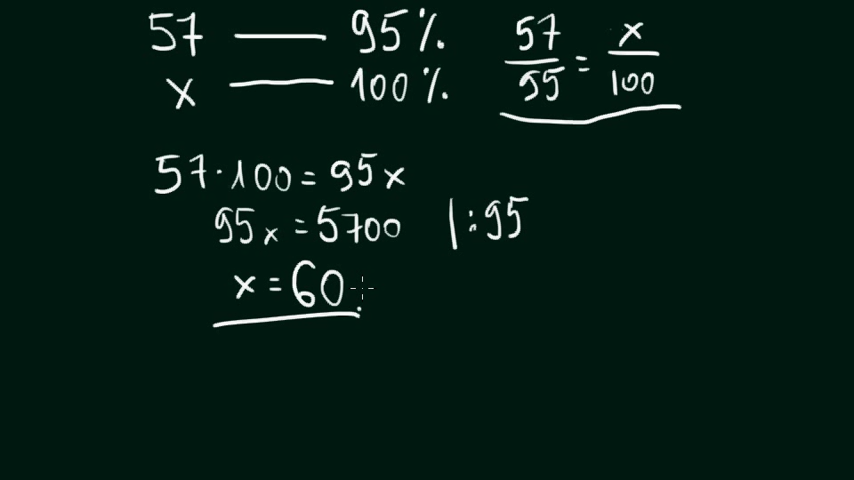 57 — 95%
x — 100%
57/95 = x/100
57·100=95x
95x=5700 |:95
x=60